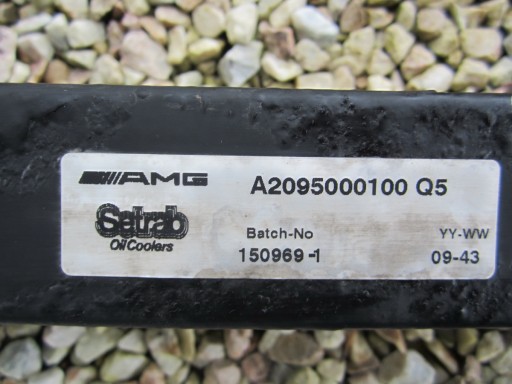 AMG A2095000100 Q5
Setrab
Oil Coolers
Batch-No YY-WW
150969-1 09-43